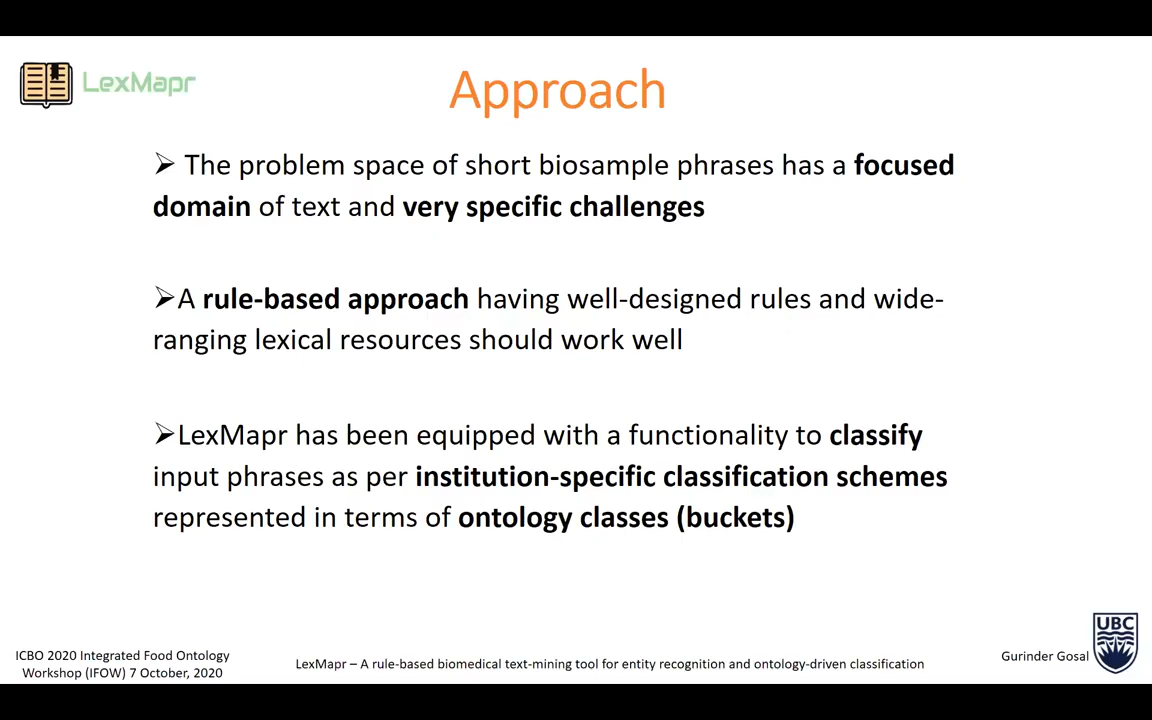 LexMapr
Approach
➢ The problem space of short biosample phrases has a focused
domain of text and very specific challenges
➢A rule-based approach having well-designed rules and wide-
ranging lexical resources should work well
➢LexMapr has been equipped with a functionality to classify
input phrases as per institution-specific classification schemes
represented in terms of ontology classes (buckets)
ICBO 2020 Integrated Food Ontology
Workshop (IFOW) 7 October, 2020
LexMapr – A rule-based biomedical text-mining tool for entity recognition and ontology-driven classification
Gurinder Gosal
UBC